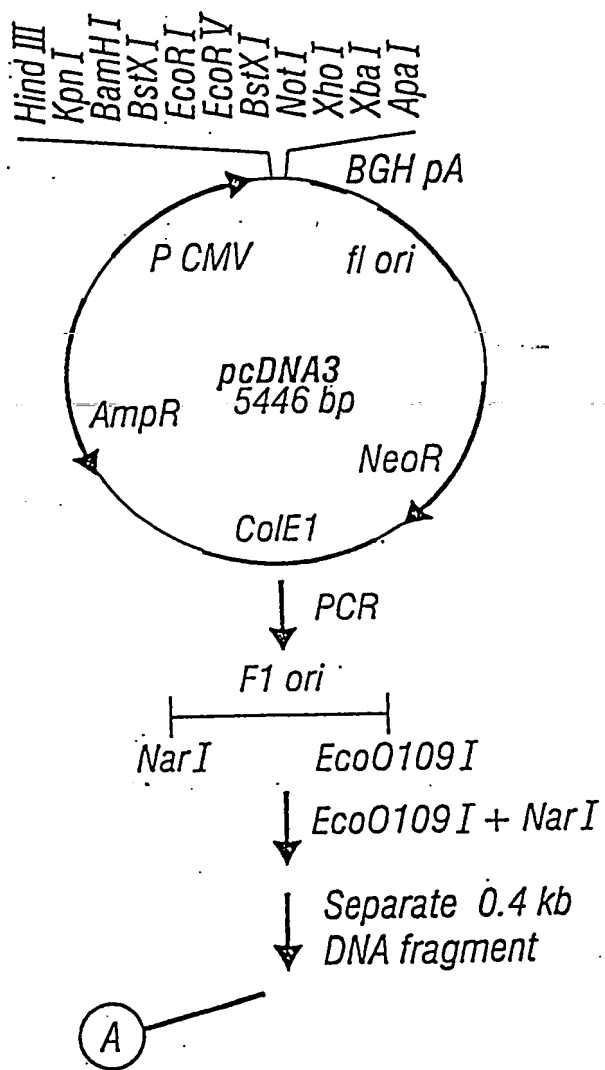 Hind III
Kpn I
BamH I
BstX I
EcoR I
EcoR V
BstX I
Not I
Xho I
Xba I
Apa I
BGH pA
P CMV
fl ori
pcDNA3
5446 bp
AmpR
NeoR
ColE1
PCR
F1 ori
Nar I
EcoO109 I
EcoO109 I + Nar I
Separate 0.4 kb
DNA fragment
A